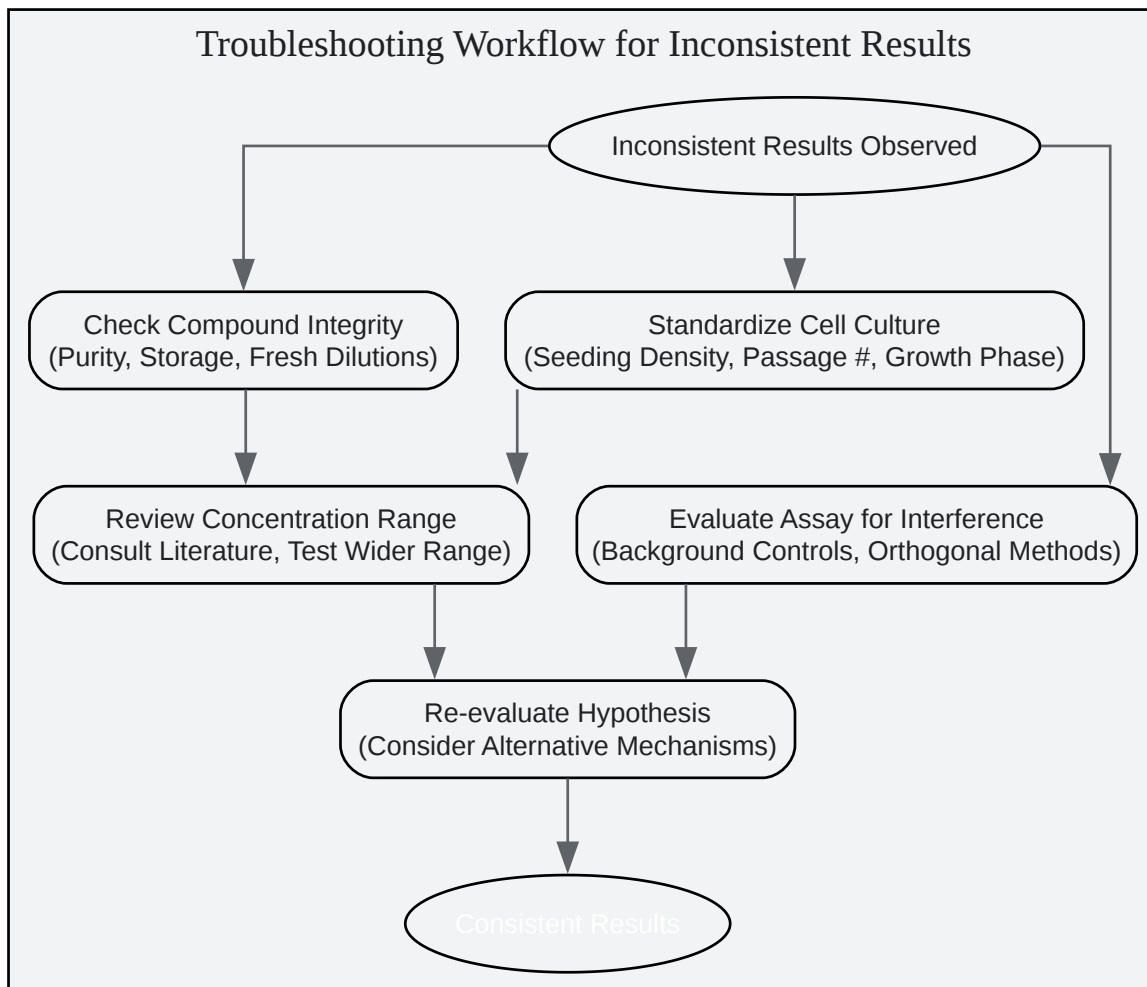 Troubleshooting Workflow for Inconsistent Results
Inconsistent Results Observed
Check Compound Integrity
(Purity, Storage, Fresh Dilutions)
Standardize Cell Culture
(Seeding Density, Passage #, Growth Phase)
Review Concentration Range
(Consult Literature, Test Wider Range)
Evaluate Assay for Interference
(Background Controls, Orthogonal Methods)
Re-evaluate Hypothesis
(Consider Alternative Mechanisms)
Consistent Results